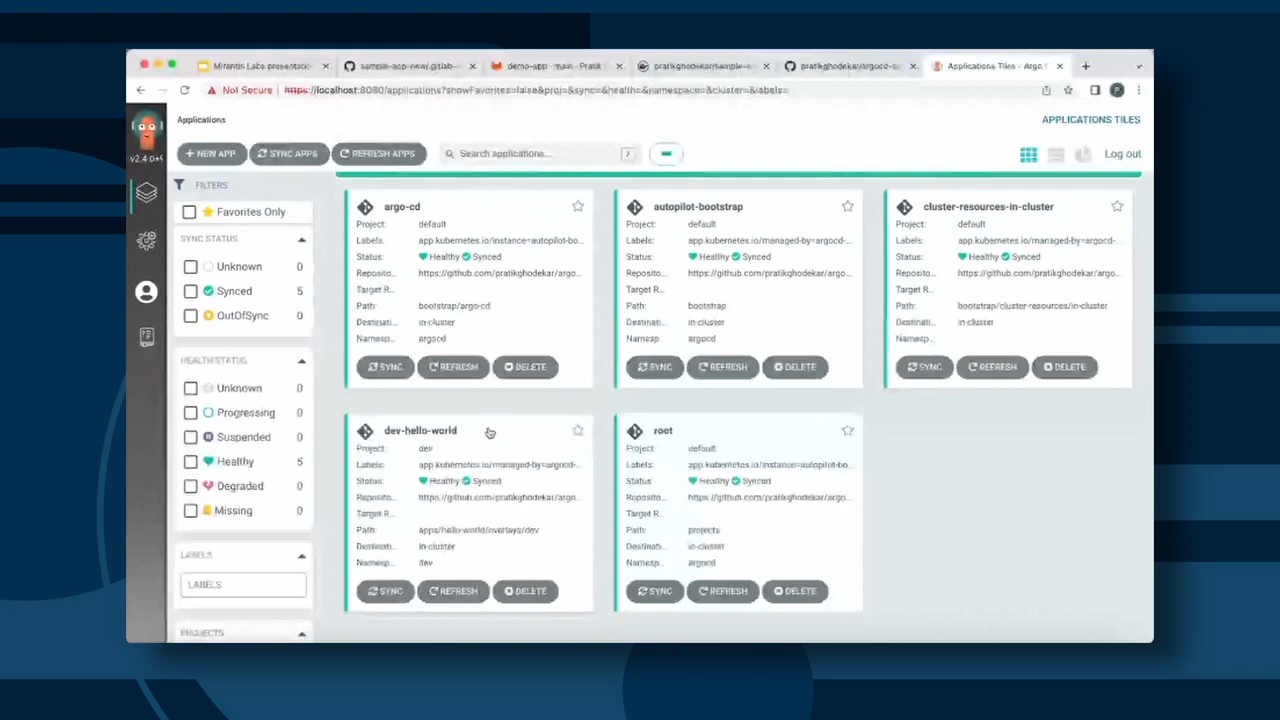 Mirantis Labs presentatio
sample-app-new/.gitlab-
demo-app · main · Pratik
pratikghodekar/sample-
pratikghodekar/argocd-
Applications Tiles - Argo
Not Secure https://localhost:8080/applications?showFavorites=false&proj=&sync=&health=&namespace=&cluster=&labels=
Applications
APPLICATIONS TILES
v2.4.0+
+ NEW APP
SYNC APPS
REFRESH APPS
Search applications...
/
Log out
FILTERS
Favorites Only
SYNC STATUS
Unknown 0
Synced 5
OutOfSync 0
HEALTH STATUS
Unknown 0
Progressing 0
Suspended 0
Healthy 5
Degraded 0
Missing 0
LABELS
LABELS
PROJECTS
argo-cd
Project: default
Labels: app.kubernetes.io/instance=autopilot-bo...
Status: Healthy Synced
Reposito... https://github.com/pratikghodekar/argo...
Target R...
Path: bootstrap/argo-cd
Destinati... in-cluster
Namesp... argocd
SYNC REFRESH DELETE
autopilot-bootstrap
Project: default
Labels: app.kubernetes.io/managed-by=argocd-...
Status: Healthy Synced
Reposito... https://github.com/pratikghodekar/argo...
Target R...
Path: bootstrap
Destinati... in-cluster
Namesp... argocd
SYNC REFRESH DELETE
cluster-resources-in-cluster
Project: default
Labels: app.kubernetes.io/managed-by=argocd-...
Status: Healthy Synced
Reposito... https://github.com/pratikghodekar/argo...
Target R...
Path: bootstrap/cluster-resources/in-cluster
Destinati... in-cluster
Namesp...
SYNC REFRESH DELETE
dev-hello-world
Project: dev
Labels: app.kubernetes.io/managed-by=argocd-...
Status: Healthy Synced
Reposito... https://github.com/pratikghodekar/argo...
Target R...
Path: apps/hello-world/overlays/dev
Destinati... in-cluster
Namesp... dev
SYNC REFRESH DELETE
root
Project: default
Labels: app.kubernetes.io/instance=autopilot-bo...
Status: Healthy Synced
Reposito... https://github.com/pratikghodekar/argo...
Target R...
Path: projects
Destinati... in-cluster
Namesp... argocd
SYNC REFRESH DELETE